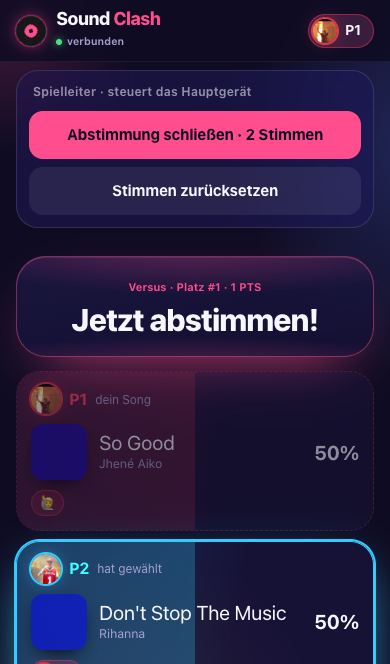 Sound Clash
verbunden
P1
Spielleiter · steuert das Hauptgerät
Abstimmung schließen · 2 Stimmen
Stimmen zurücksetzen
Versus · Platz #1 · 1 PTS
Jetzt abstimmen!
P1 dein Song
So Good
Jhené Aiko
50%
P2 hat gewählt
Don't Stop The Music
Rihanna
50%